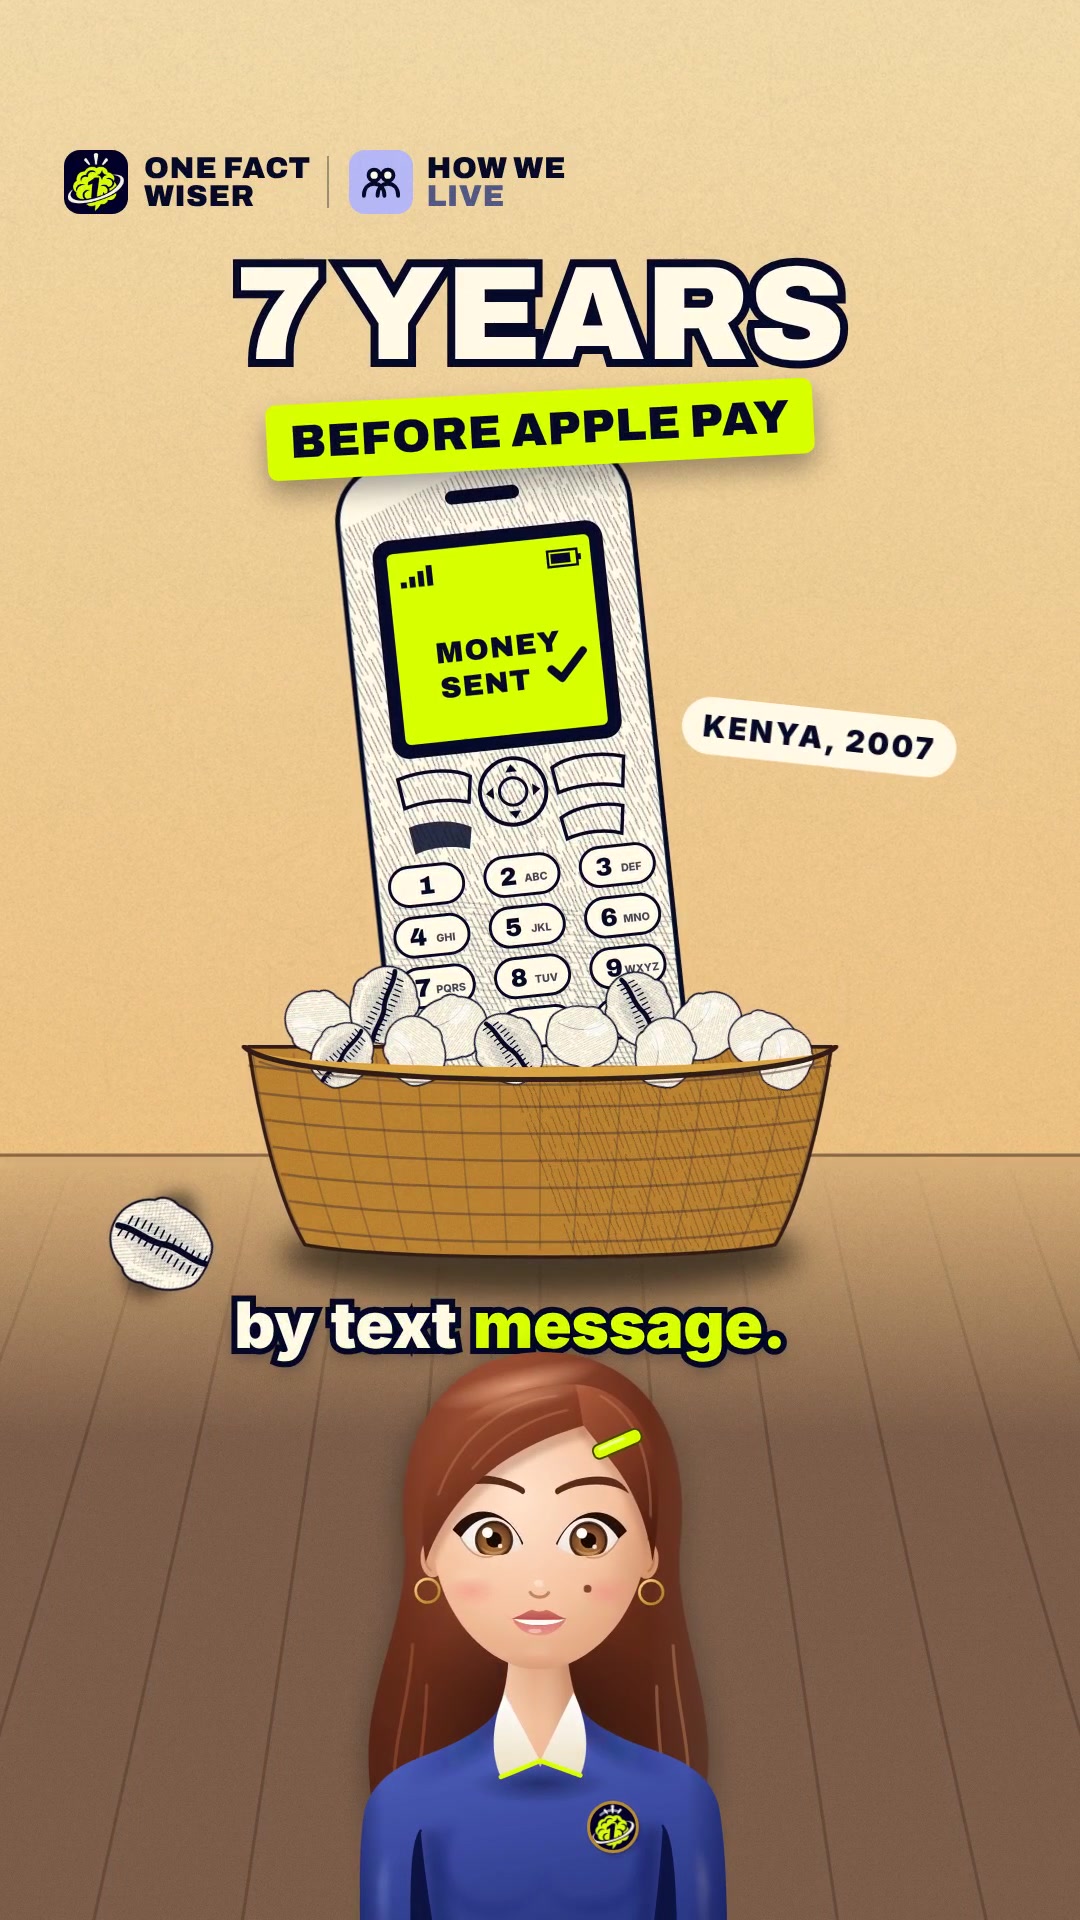 ONE FACT
WISER
HOW WE
LIVE
7 YEARS
BEFORE APPLE PAY
MONEY
SENT
KENYA, 2007
1
2 ABC
3 DEF
4 GHI
5 JKL
6 MNO
7 PQRS
8 TUV
9 WXYZ
by text message.